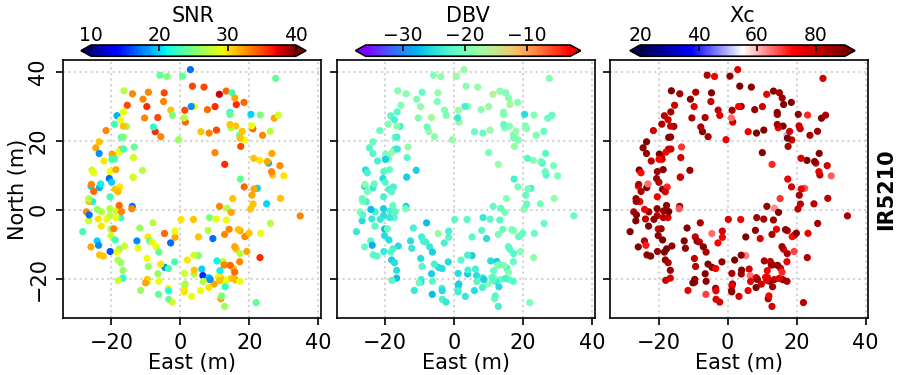 SNR DBV Xc
10 20 30 40 −30 −20 −10 20 40 60 80
40
20
0
−20
North (m)
IR5210
−20 0 20 40 −20 0 20 40 −20 0 20 40
East (m) East (m) East (m)